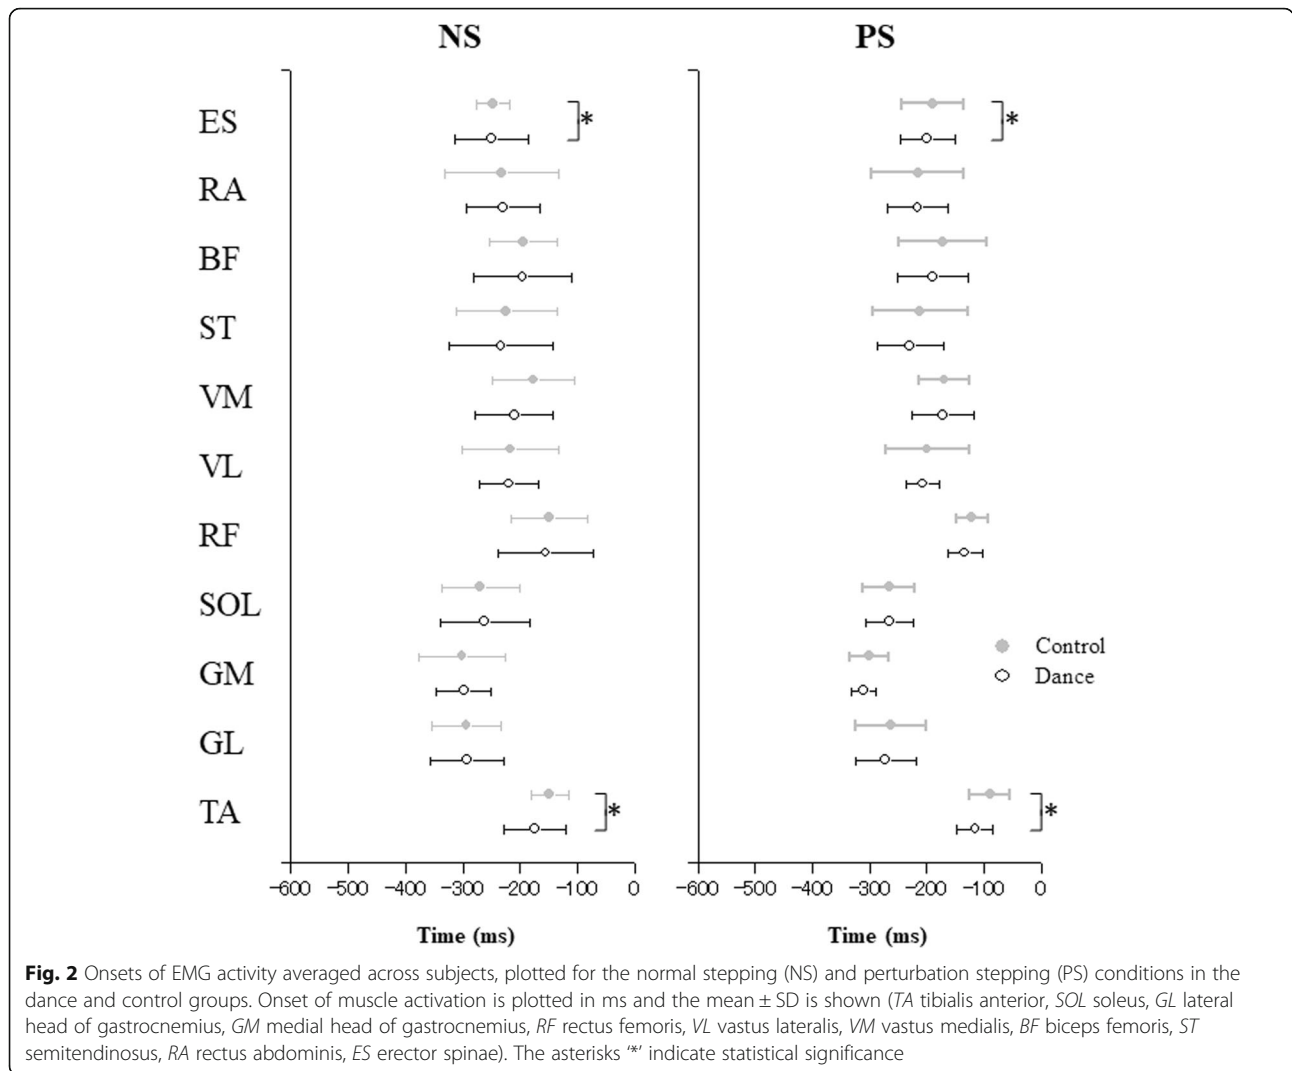 NS PS
ES * *
RA
BF
ST
VM
VL
RF
SOL
Control
GM
Dance
GL
TA * *
−600 −500 −400 −300 −200 −100 0 −600 −500 −400 −300 −200 −100 0
Time (ms) Time (ms)
Fig. 2 Onsets of EMG activity averaged across subjects, plotted for the normal stepping (NS) and perturbation stepping (PS) conditions in the
dance and control groups. Onset of muscle activation is plotted in ms and the mean ± SD is shown (TA tibialis anterior, SOL soleus, GL lateral
head of gastrocnemius, GM medial head of gastrocnemius, RF rectus femoris, VL vastus lateralis, VM vastus medialis, BF biceps femoris, ST
semitendinosus, RA rectus abdominis, ES erector spinae). The asterisks ‘*’ indicate statistical significance